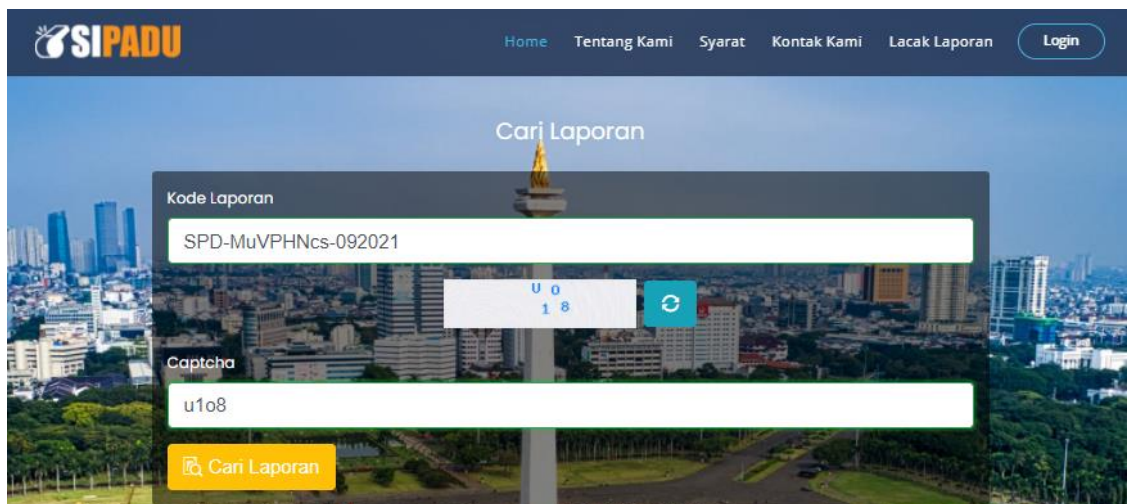 SIPADU
Home Tentang Kami Syarat Kontak Kami Lacak Laporan Login
Cari Laporan
Kode Laporan
SPD-MuVPHNcs-092021
U O
1 8
Captcha
u1o8
Cari Laporan